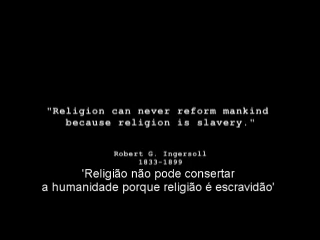 "Religion can never reform mankind
because religion is slavery."
Robert G. Ingersoll
1833-1899
'Religião não pode consertar
a humanidade porque religião é escravidão'